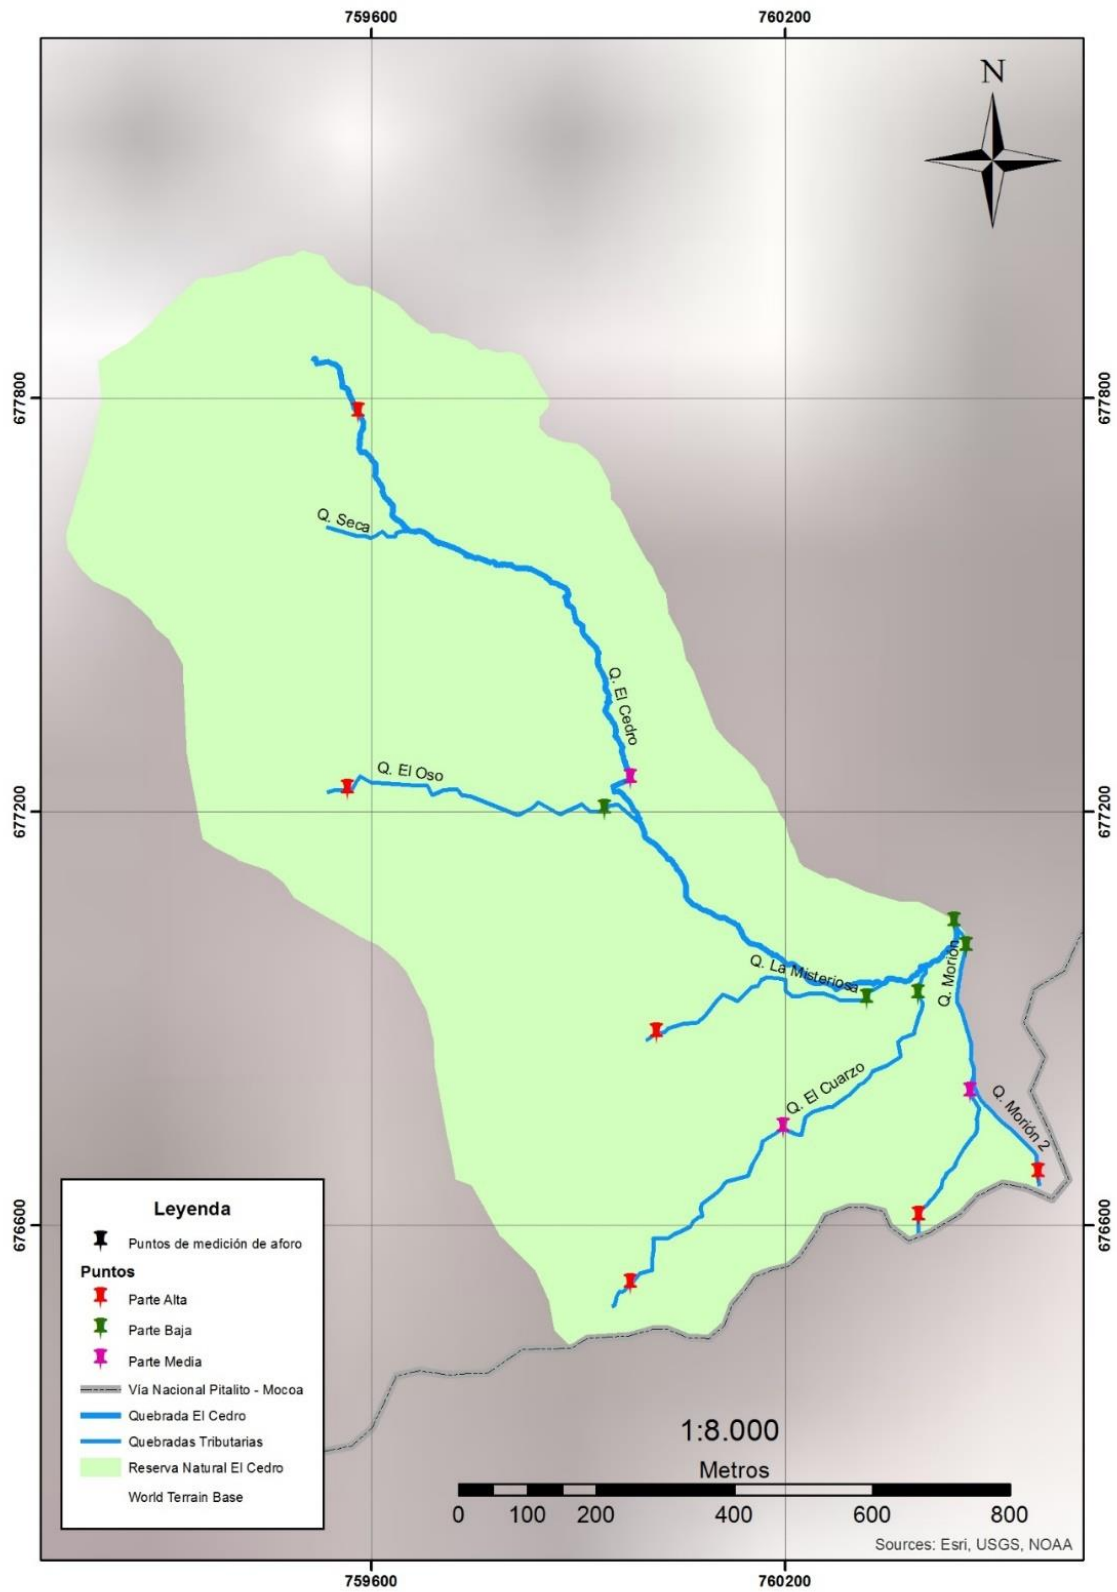 759600
760200
N
677800
677800
Q. Seca
Q. El Cedro
Q. El Oso
677200
677200
Q. La Misteriosa
Q. Morión
Q. El Cuarzo
Q. Morión 2
676600
676600
Leyenda
Puntos de medición de aforo
Puntos
Parte Alta
Parte Baja
Parte Media
Vía Nacional Pitalito - Mocoa
Quebrada El Cedro
Quebradas Tributarias
Reserva Natural El Cedro
World Terrain Base
1:8.000
Metros
0 100 200 400 600 800
Sources: Esri, USGS, NOAA
759600
760200